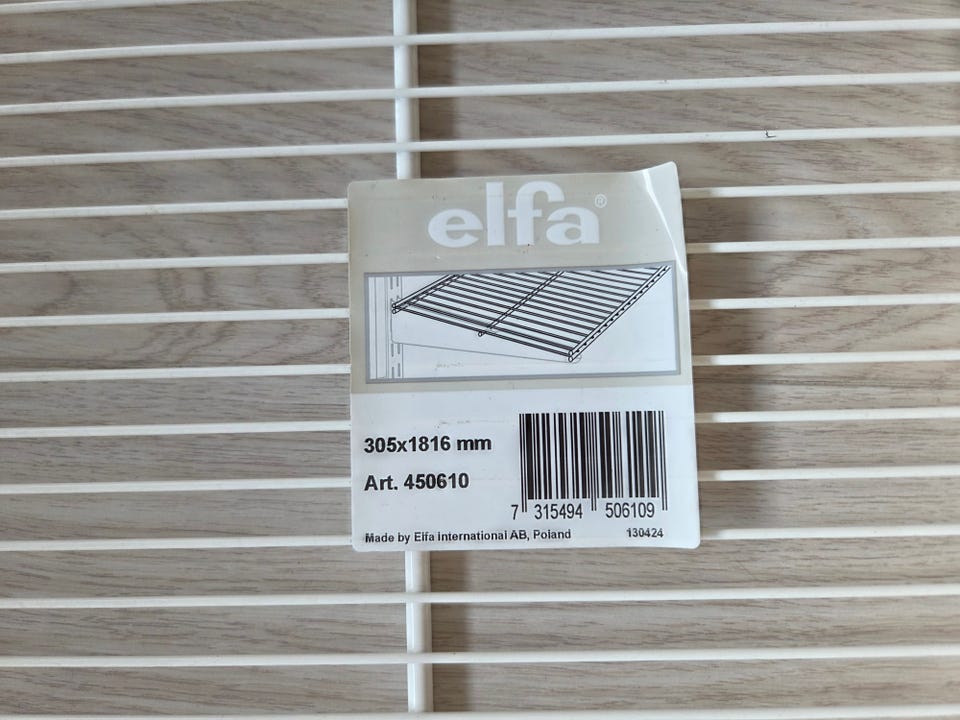 elfa®
305x1816 mm
Art. 450610
7 315494 506109
Made by Elfa International AB, Poland 130424